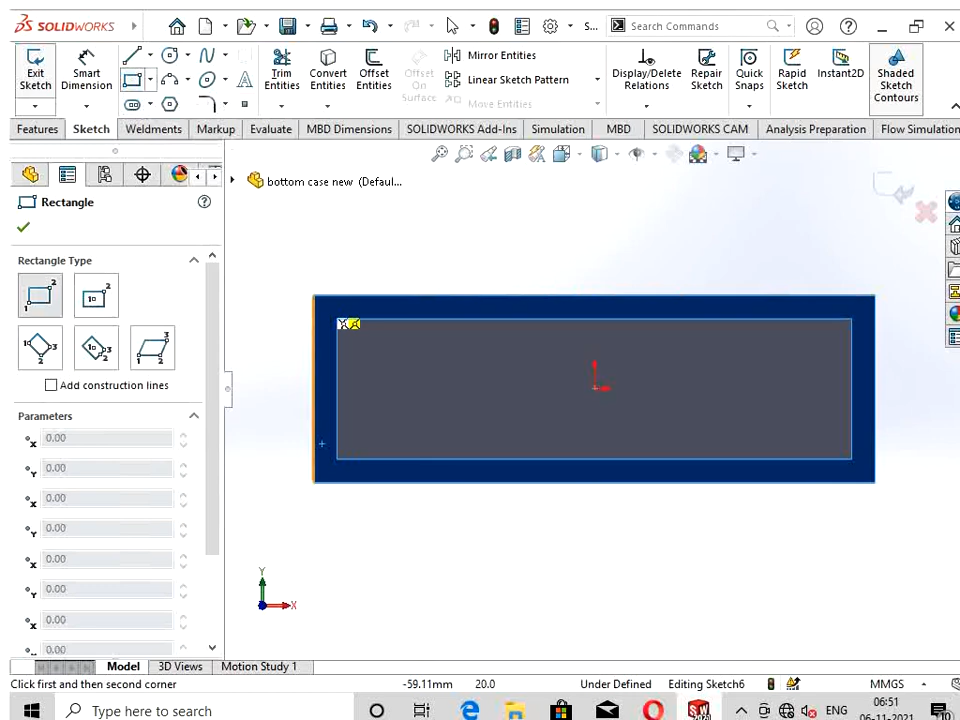 SOLIDWORKS
S...
Search Commands
Exit Sketch
Smart Dimension
Trim Entities
Convert Entities
Offset Entities
Offset On Surface
Mirror Entities
Linear Sketch Pattern
Move Entities
Display/Delete Relations
Repair Sketch
Quick Snaps
Rapid Sketch
Instant2D
Shaded Sketch Contours
Features
Sketch
Weldments
Markup
Evaluate
MBD Dimensions
SOLIDWORKS Add-Ins
Simulation
MBD
SOLIDWORKS CAM
Analysis Preparation
Flow Simulation
bottom case new (Defaul...
Rectangle
Rectangle Type
Add construction lines
Parameters
0.00
0.00
0.00
0.00
0.00
0.00
0.00
0.00
Y
X
Model
3D Views
Motion Study 1
Click first and then second corner
-59.11mm
20.0
Under Defined
Editing Sketch6
MMGS
Type here to search
ENG
06:51
06-11-2021